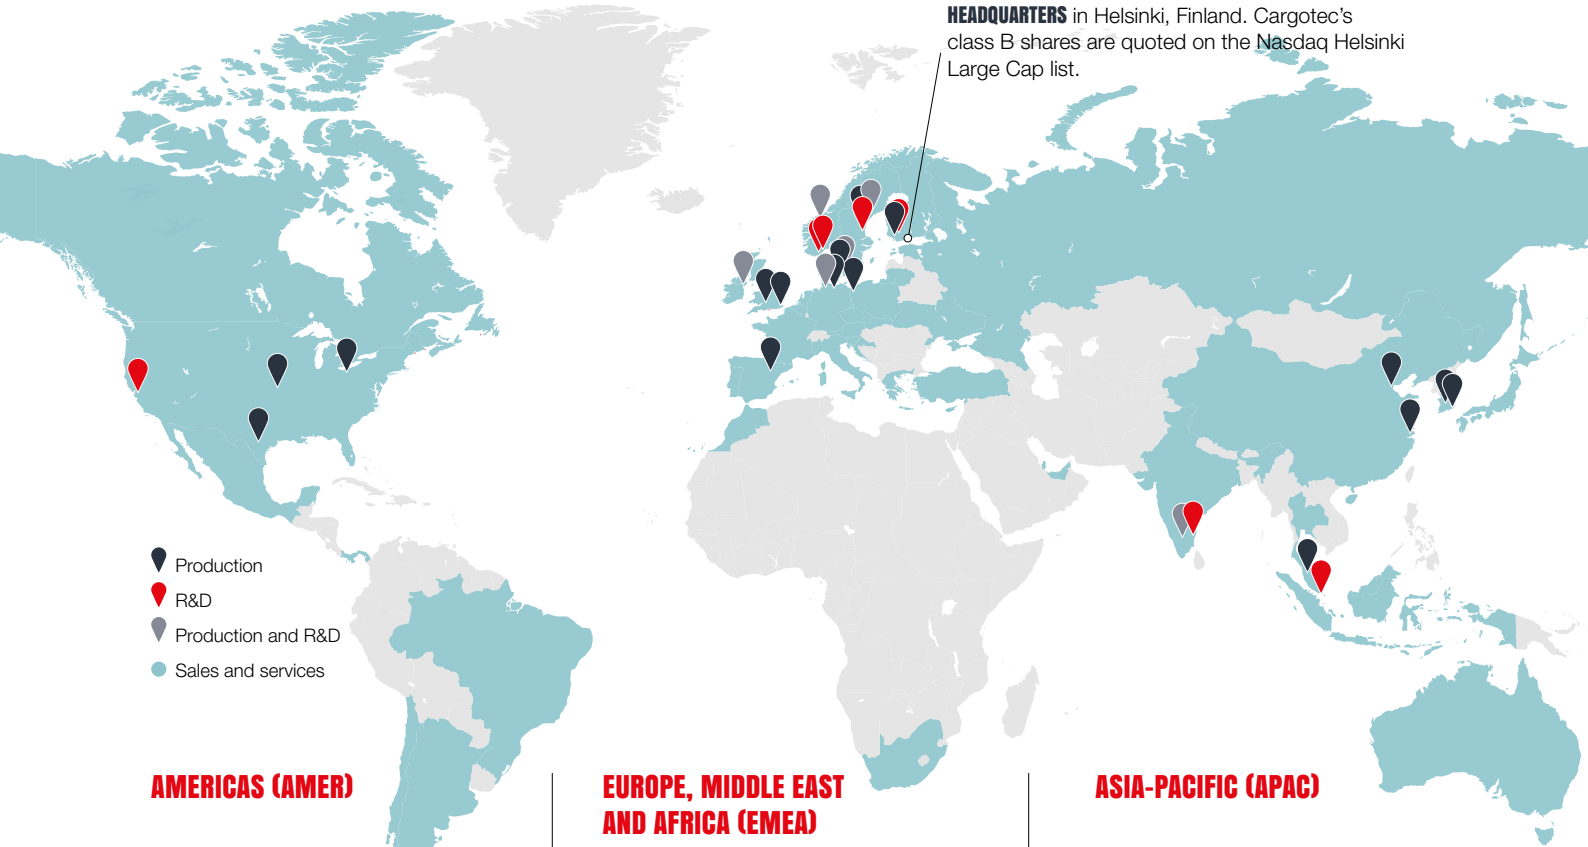 HEADQUARTERS in Helsinki, Finland. Cargotec’s
class B shares are quoted on the Nasdaq Helsinki
Large Cap list.
Production
R&D
Production and R&D
Sales and services
AMERICAS (AMER)
EUROPE, MIDDLE EAST
AND AFRICA (EMEA)
ASIA-PACIFIC (APAC)